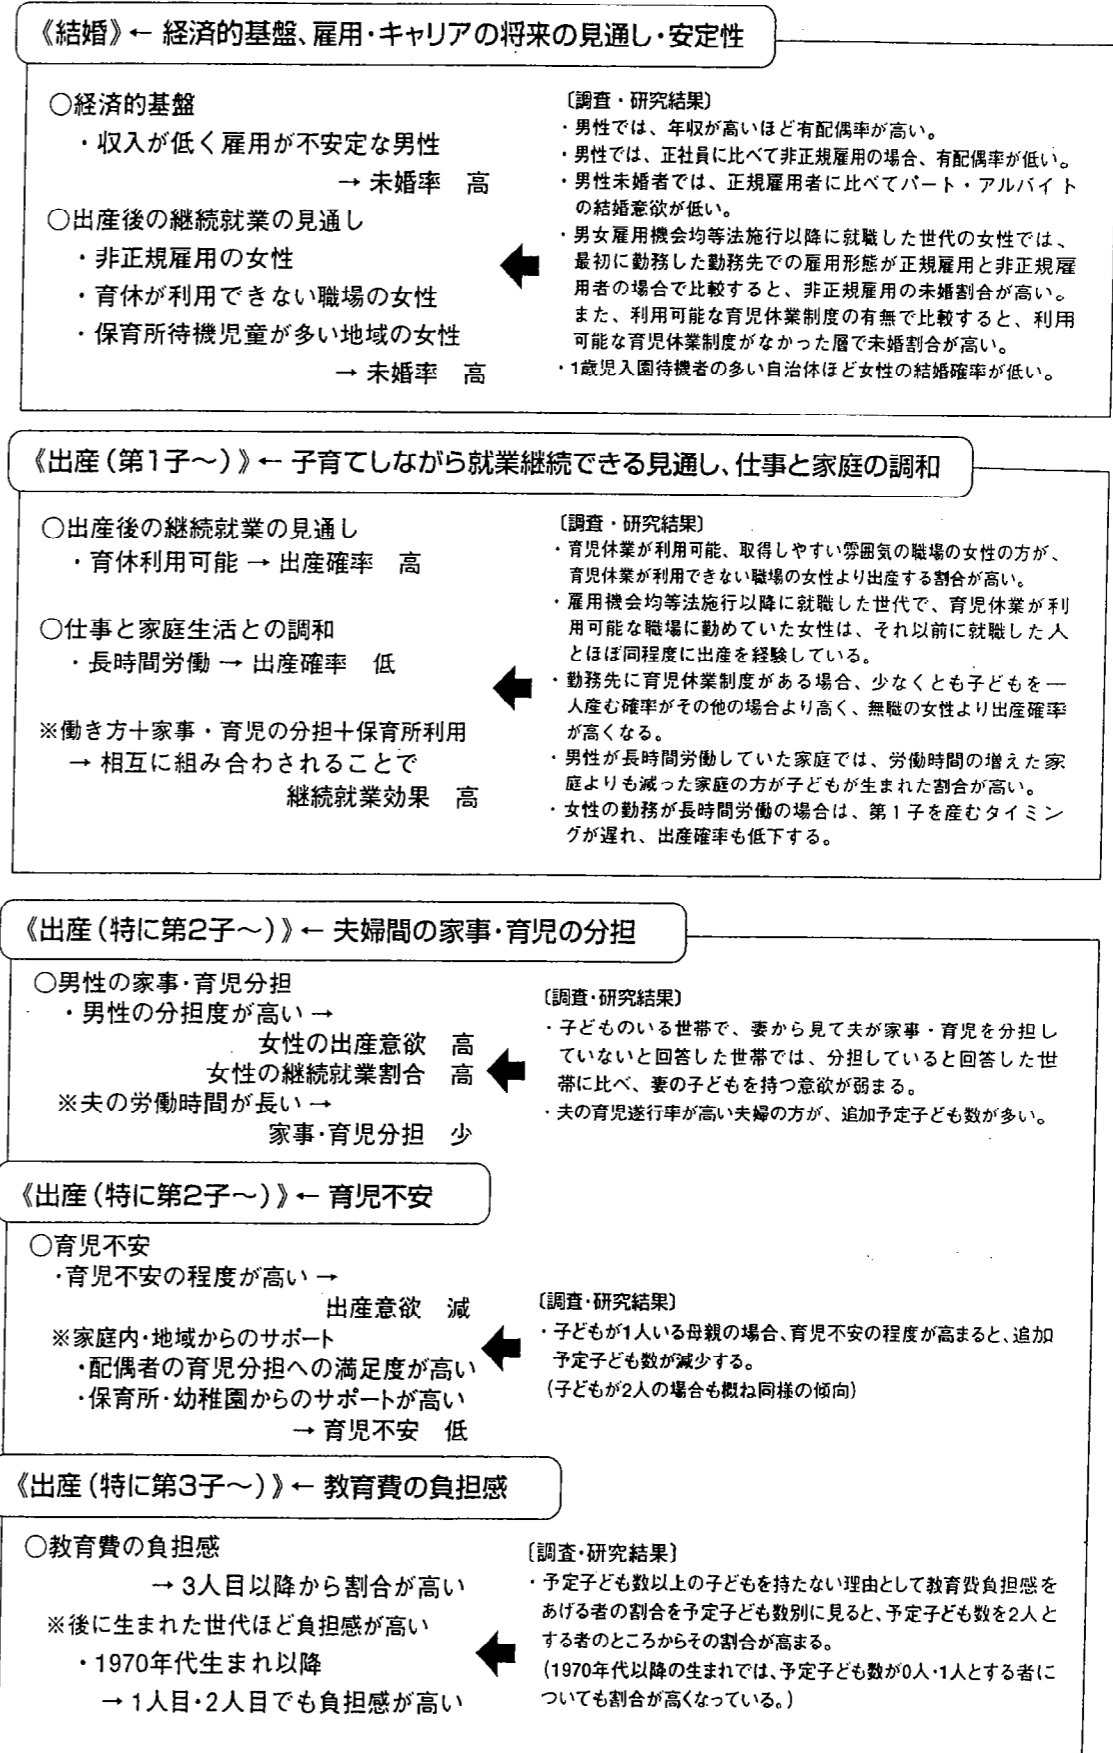 《結婚》← 経済的基盤、雇用・キャリアの将来の見通し・安定性
○経済的基盤
・収入が低く雇用が不安定な男性
→ 未婚率　高
○出産後の継続就業の見通し
・非正規雇用の女性
・育休が利用できない職場の女性
・保育所待機児童が多い地域の女性
→ 未婚率　高
〔調査・研究結果〕
・男性では、年収が高いほど有配偶率が高い。
・男性では、正社員に比べて非正規雇用の場合、有配偶率が低い。
・男性未婚者では、正規雇用者に比べてパート・アルバイト
の結婚意欲が低い。
・男女雇用機会均等法施行以降に就職した世代の女性では、
最初に勤務した勤務先での雇用形態が正規雇用と非正規雇
用者の場合で比較すると、非正規雇用の未婚割合が高い。
また、利用可能な育児休業制度の有無で比較すると、利用
可能な育児休業制度がなかった層で未婚割合が高い。
・1歳児入園待機者の多い自治体ほど女性の結婚確率が低い。
《出産（第1子～）》← 子育てしながら就業継続できる見通し、仕事と家庭の調和
○出産後の継続就業の見通し
・育休利用可能 → 出産確率　高
○仕事と家庭生活との調和
・長時間労働 → 出産確率　低
※働き方＋家事・育児の分担＋保育所利用
→ 相互に組み合わされることで
継続就業効果　高
〔調査・研究結果〕
・育児休業が利用可能、取得しやすい雰囲気の職場の女性の方が、
育児休業が利用できない職場の女性より出産する割合が高い。
・雇用機会均等法施行以降に就職した世代で、育児休業が利
用可能な職場に勤めていた女性は、それ以前に就職した人
とほぼ同程度に出産を経験している。
・勤務先に育児休業制度がある場合、少なくとも子どもを一
人産む確率がその他の場合より高く、無職の女性より出産確率
が高くなる。
・男性が長時間労働していた家庭では、労働時間の増えた家
庭よりも減った家庭の方が子どもが生まれた割合が高い。
・女性の勤務が長時間労働の場合は、第1子を産むタイミン
グが遅れ、出産確率も低下する。
《出産（特に第2子～）》← 夫婦間の家事・育児の分担
○男性の家事・育児分担
・男性の分担度が高い →
女性の出産意欲　高
女性の継続就業割合　高
※夫の労働時間が長い →
家事・育児分担　少
〔調査・研究結果〕
・子どものいる世帯で、妻から見て夫が家事・育児を分担し
ていないと回答した世帯では、分担していると回答した世
帯に比べ、妻の子どもを持つ意欲が弱まる。
・夫の育児遂行率が高い夫婦の方が、追加予定子ども数が多い。
《出産（特に第2子～）》← 育児不安
○育児不安
・育児不安の程度が高い →
出産意欲　減
※家庭内・地域からのサポート
・配偶者の育児分担への満足度が高い
・保育所・幼稚園からのサポートが高い
→ 育児不安　低
〔調査・研究結果〕
・子どもが1人いる母親の場合、育児不安の程度が高まると、追加
予定子ども数が減少する。
（子どもが2人の場合も概ね同様の傾向）
《出産（特に第3子～）》← 教育費の負担感
○教育費の負担感
→ 3人目以降から割合が高い
※後に生まれた世代ほど負担感が高い
・1970年代生まれ以降
→ 1人目・2人目でも負担感が高い
〔調査・研究結果〕
・予定子ども数以上の子どもを持たない理由として教育費負担感を
あげる者の割合を予定子ども数別に見ると、予定子ども数を2人と
する者のところからその割合が高まる。
（1970年代以降の生まれでは、予定子ども数が0人・1人とする者に
ついても割合が高くなっている。）